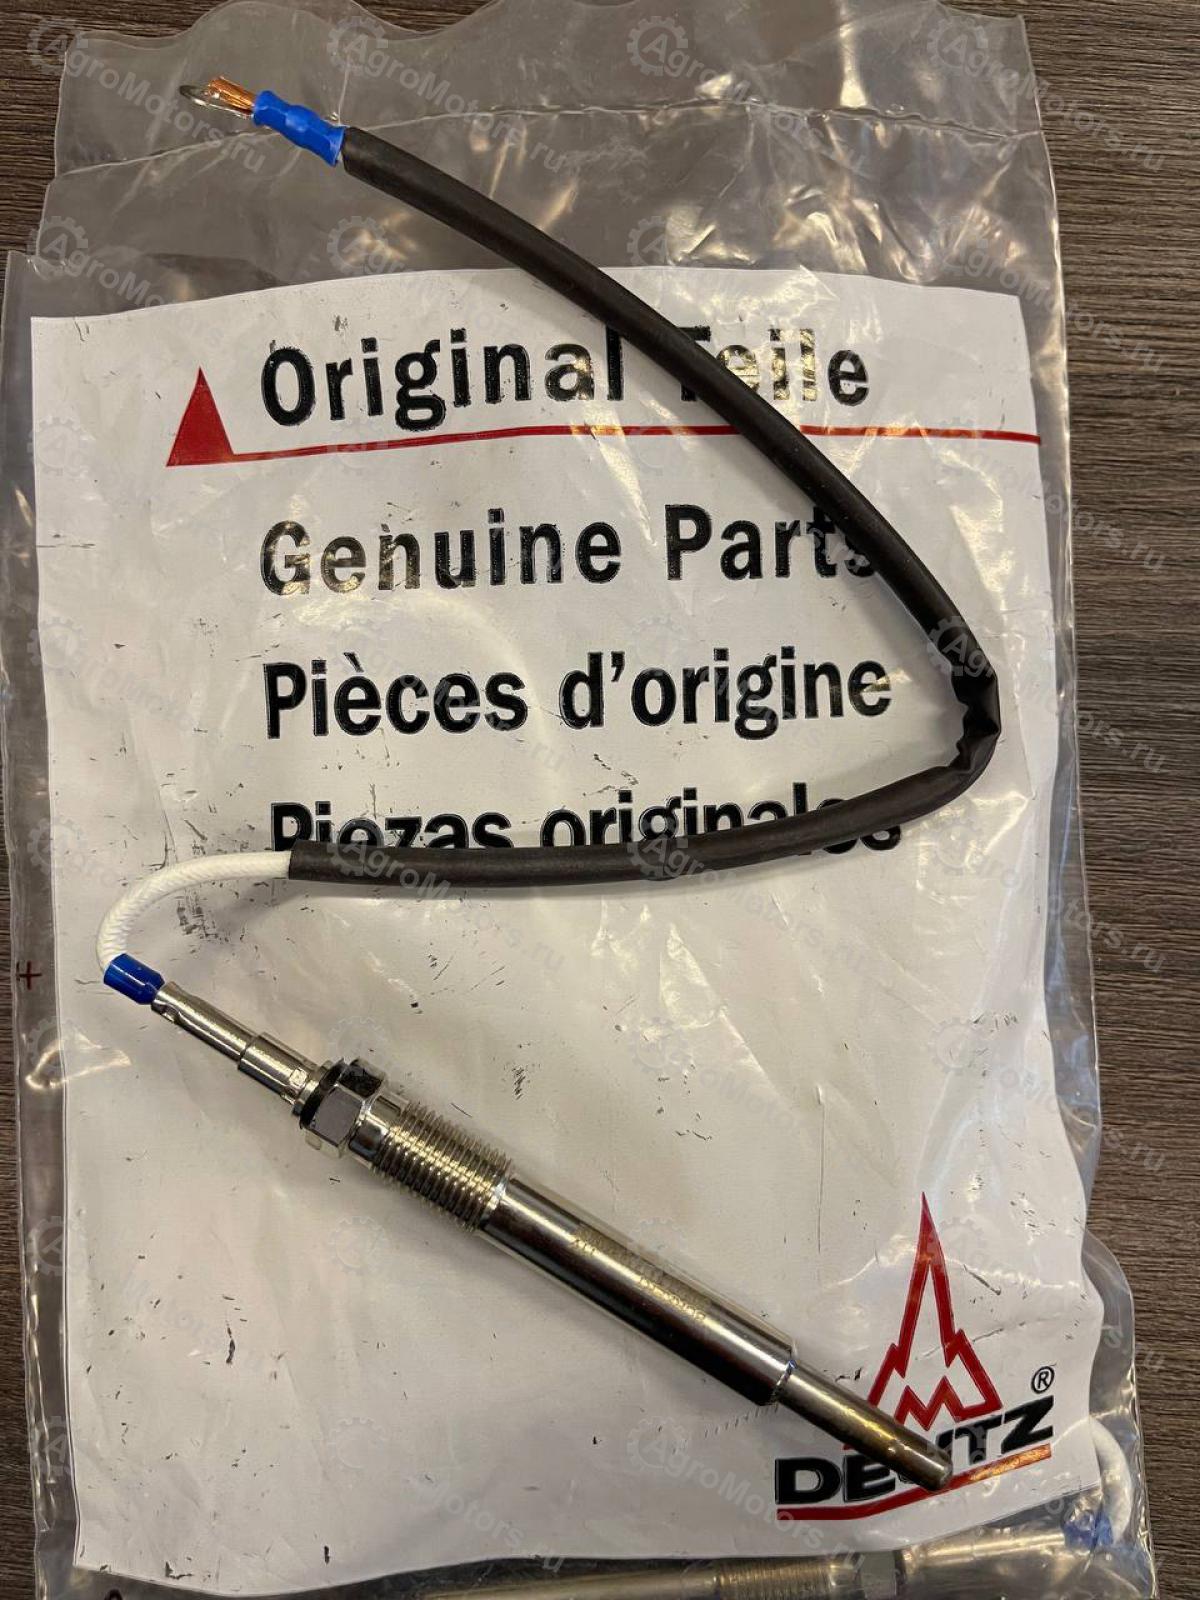 Original Teile
Genuine Parts
Pièces d'origine
Piezas originales
DEUTZ
®
AgroMotors.ru